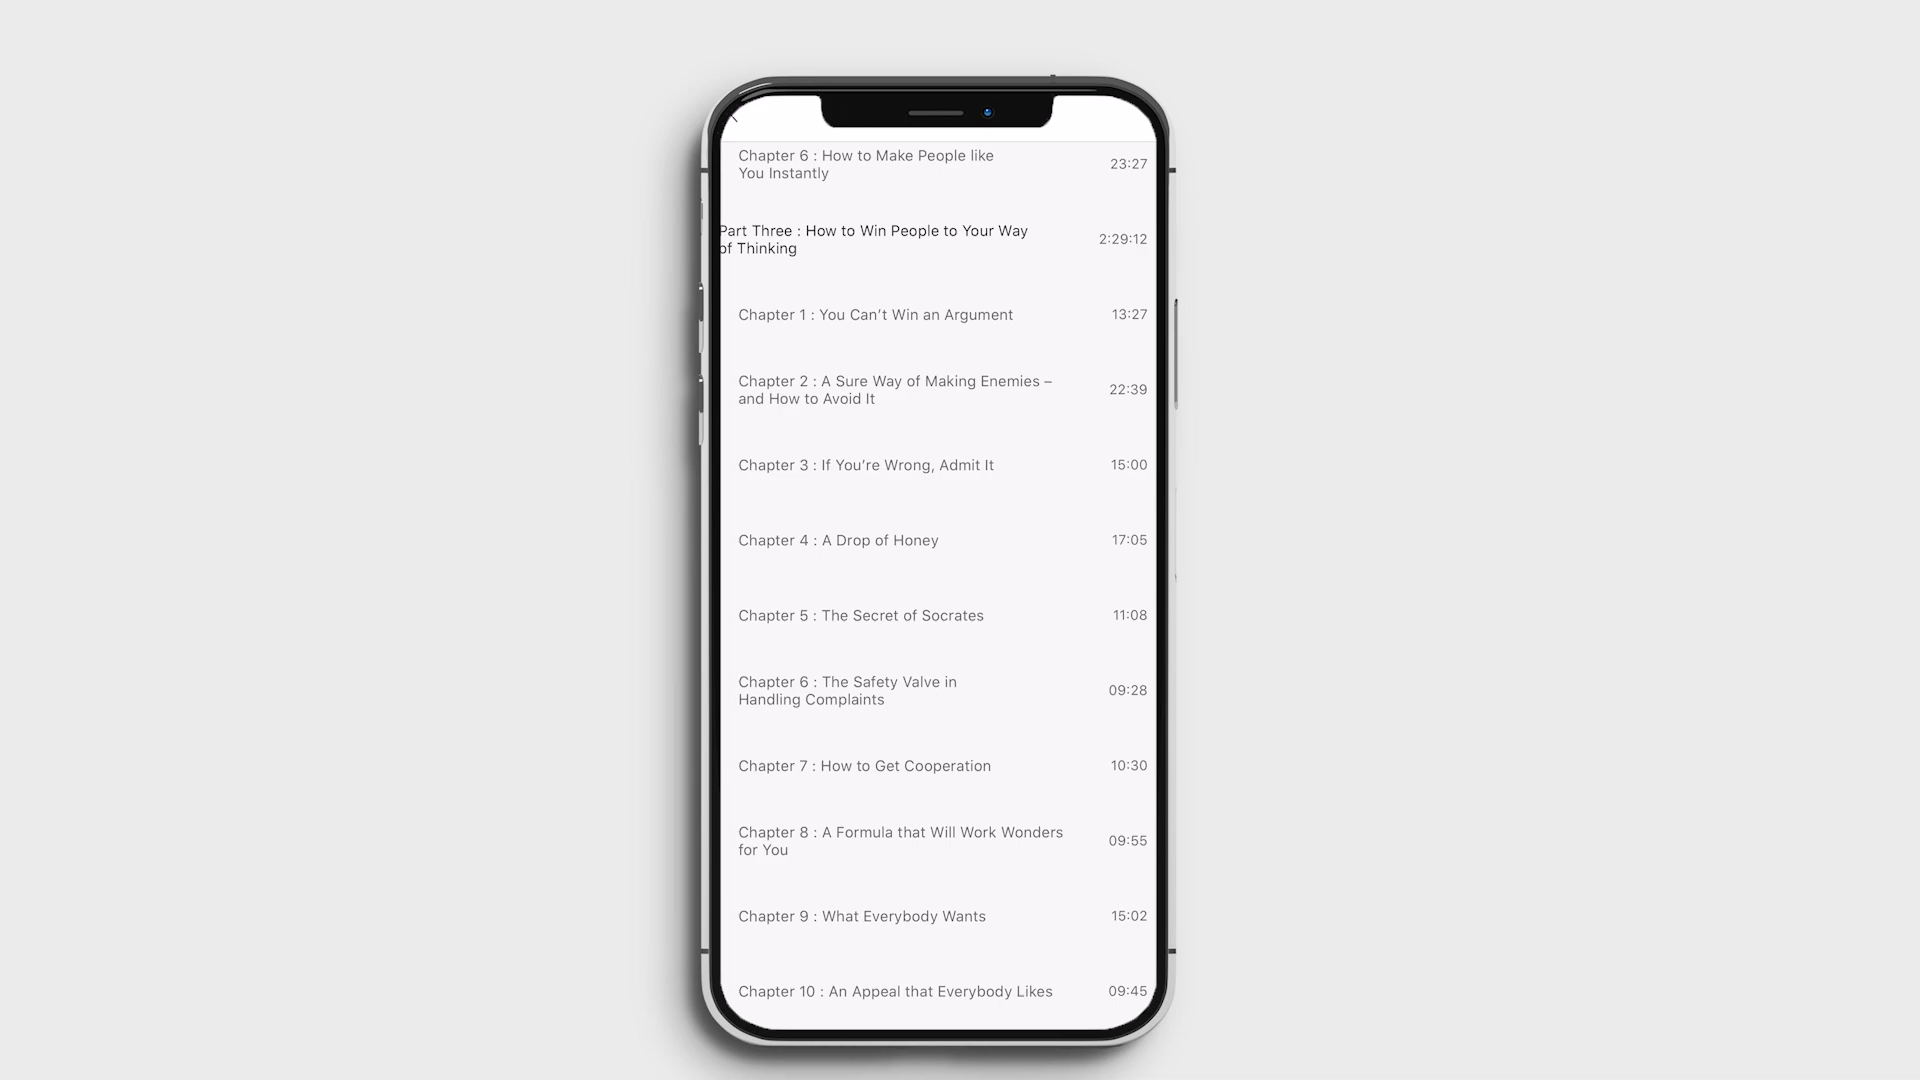 Chapter 6 : How to Make People like
You Instantly
23:27
Part Three : How to Win People to Your Way
of Thinking
2:29:12
Chapter 1 : You Can’t Win an Argument
13:27
Chapter 2 : A Sure Way of Making Enemies –
and How to Avoid It
22:39
Chapter 3 : If You’re Wrong, Admit It
15:00
Chapter 4 : A Drop of Honey
17:05
Chapter 5 : The Secret of Socrates
11:08
Chapter 6 : The Safety Valve in
Handling Complaints
09:28
Chapter 7 : How to Get Cooperation
10:30
Chapter 8 : A Formula that Will Work Wonders
for You
09:55
Chapter 9 : What Everybody Wants
15:02
Chapter 10 : An Appeal that Everybody Likes
09:45